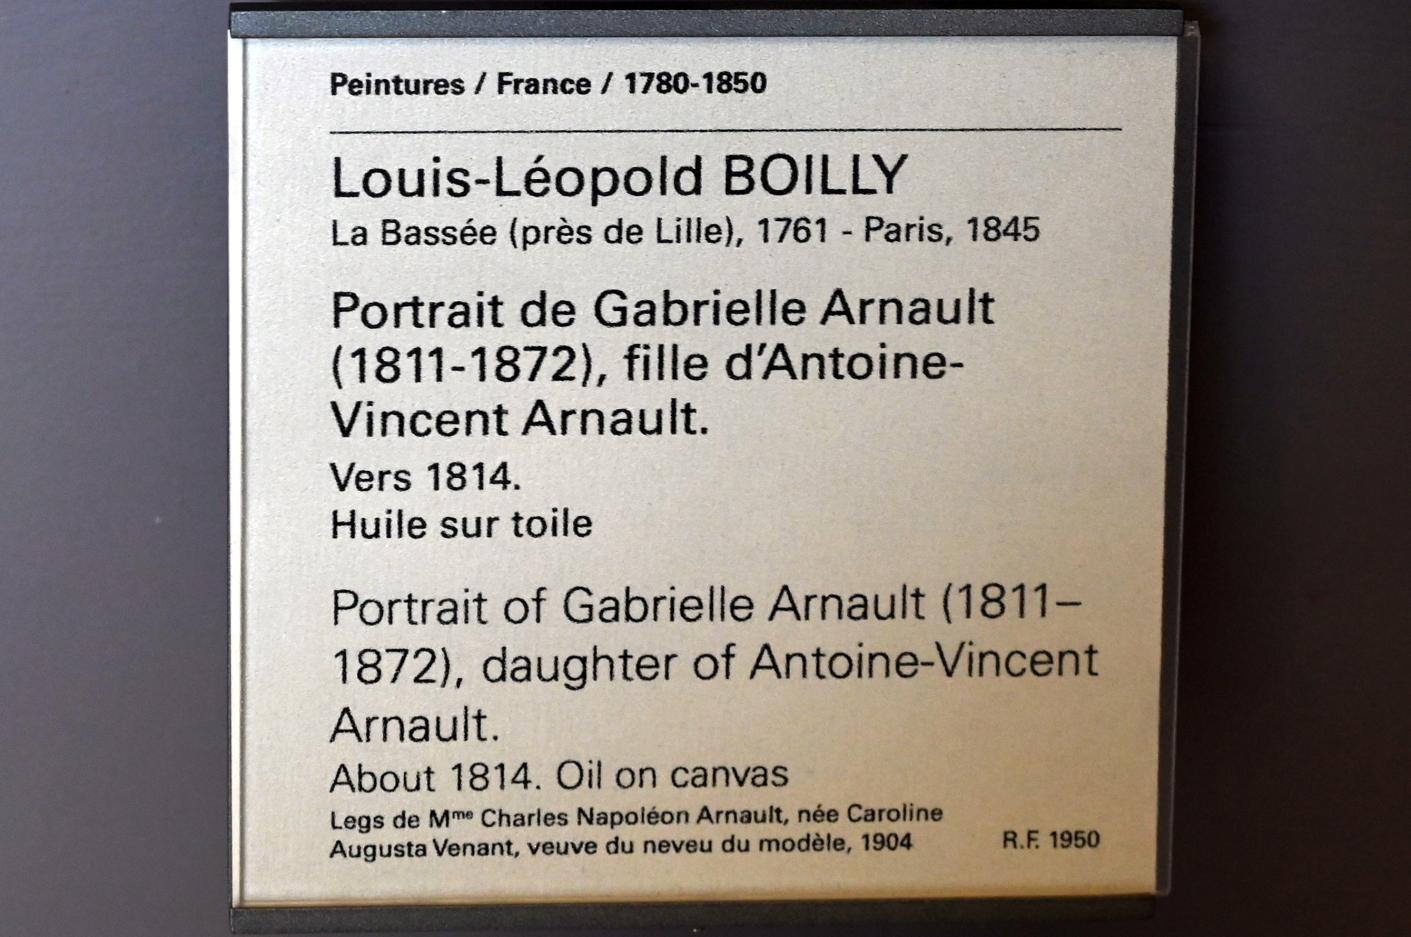 Peintures / France / 1780-1850
Louis-Léopold BOILLY
La Bassée (près de Lille), 1761 - Paris, 1845
Portrait de Gabrielle Arnault
(1811-1872), fille d’Antoine-
Vincent Arnault.
Vers 1814.
Huile sur toile
Portrait of Gabrielle Arnault (1811–
1872), daughter of Antoine-Vincent
Arnault.
About 1814. Oil on canvas
Legs de Mme Charles Napoléon Arnault, née Caroline
Augusta Venant, veuve du neveu du modèle, 1904
R.F. 1950